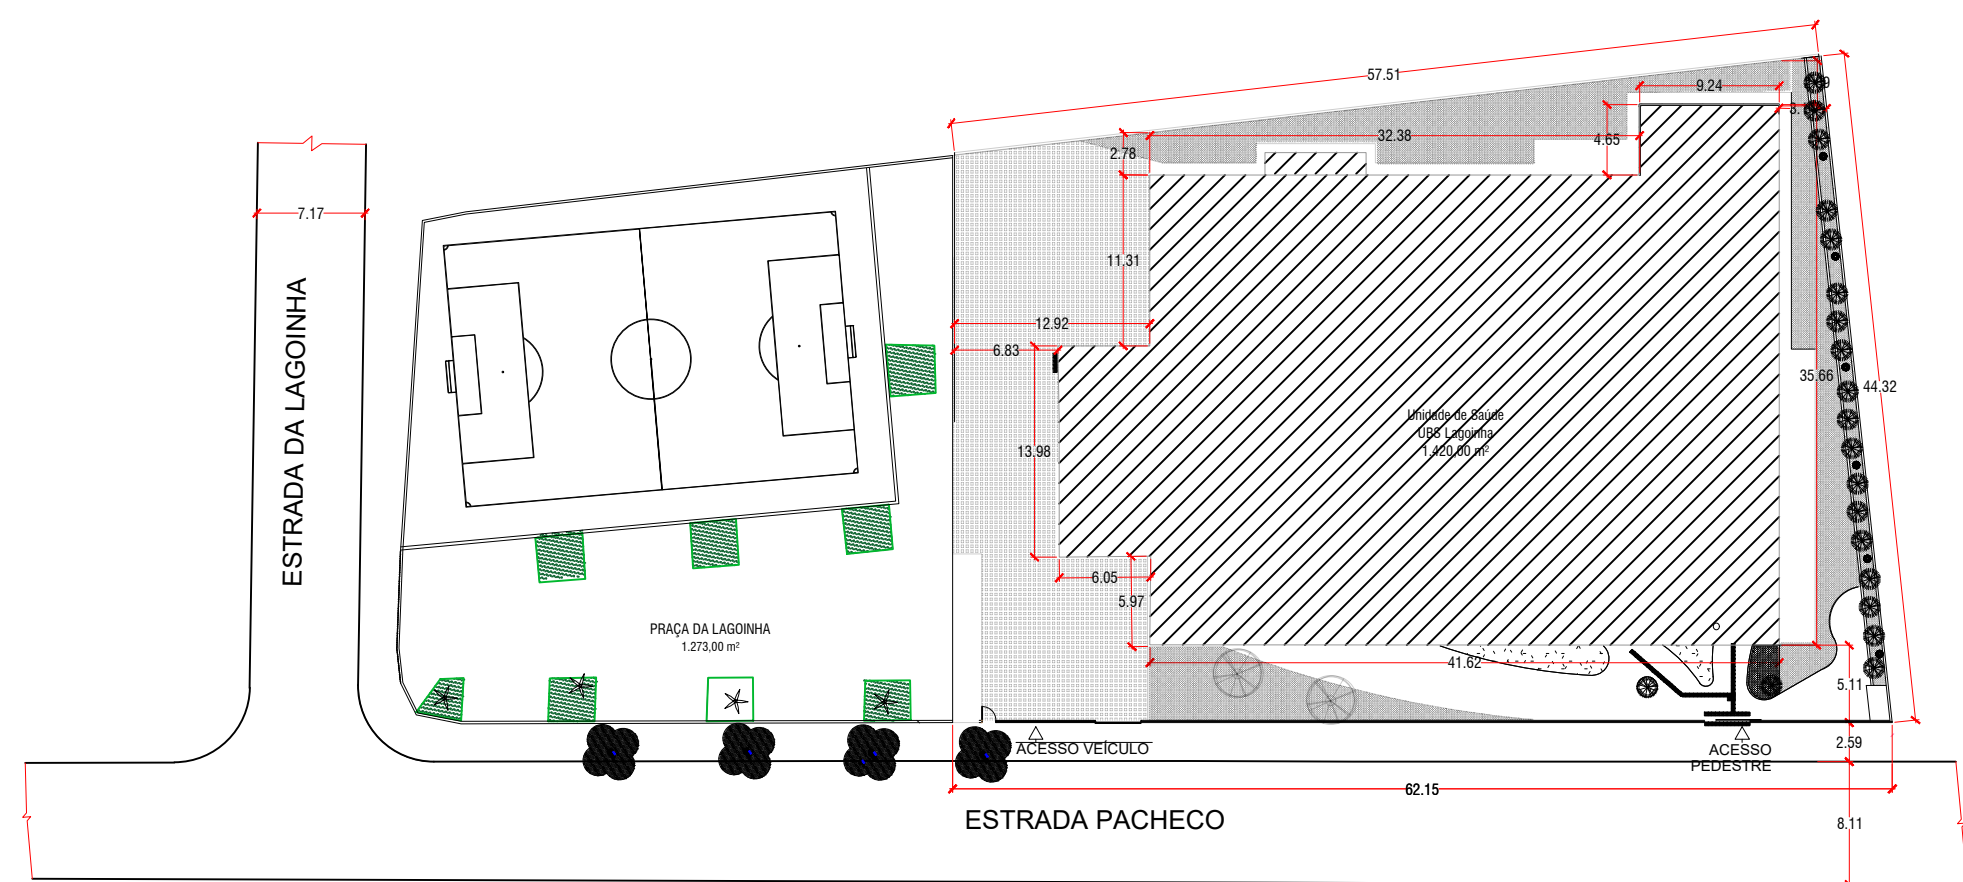 57.51
9.24
32.38
4.65
2.78
7.17
11.31
12.92
6.83
35.66
44.32
Unidade de Saúde
UBS Lagoinha
1.420,00 m²
13.98
6.05
5.97
ESTRADA DA LAGOINHA
PRAÇA DA LAGOINHA
1.273,00 m²
41.62
5.11
ACESSO VEÍCULO
ACESSO
PEDESTRE
2.59
62.15
ESTRADA PACHECO
8.11